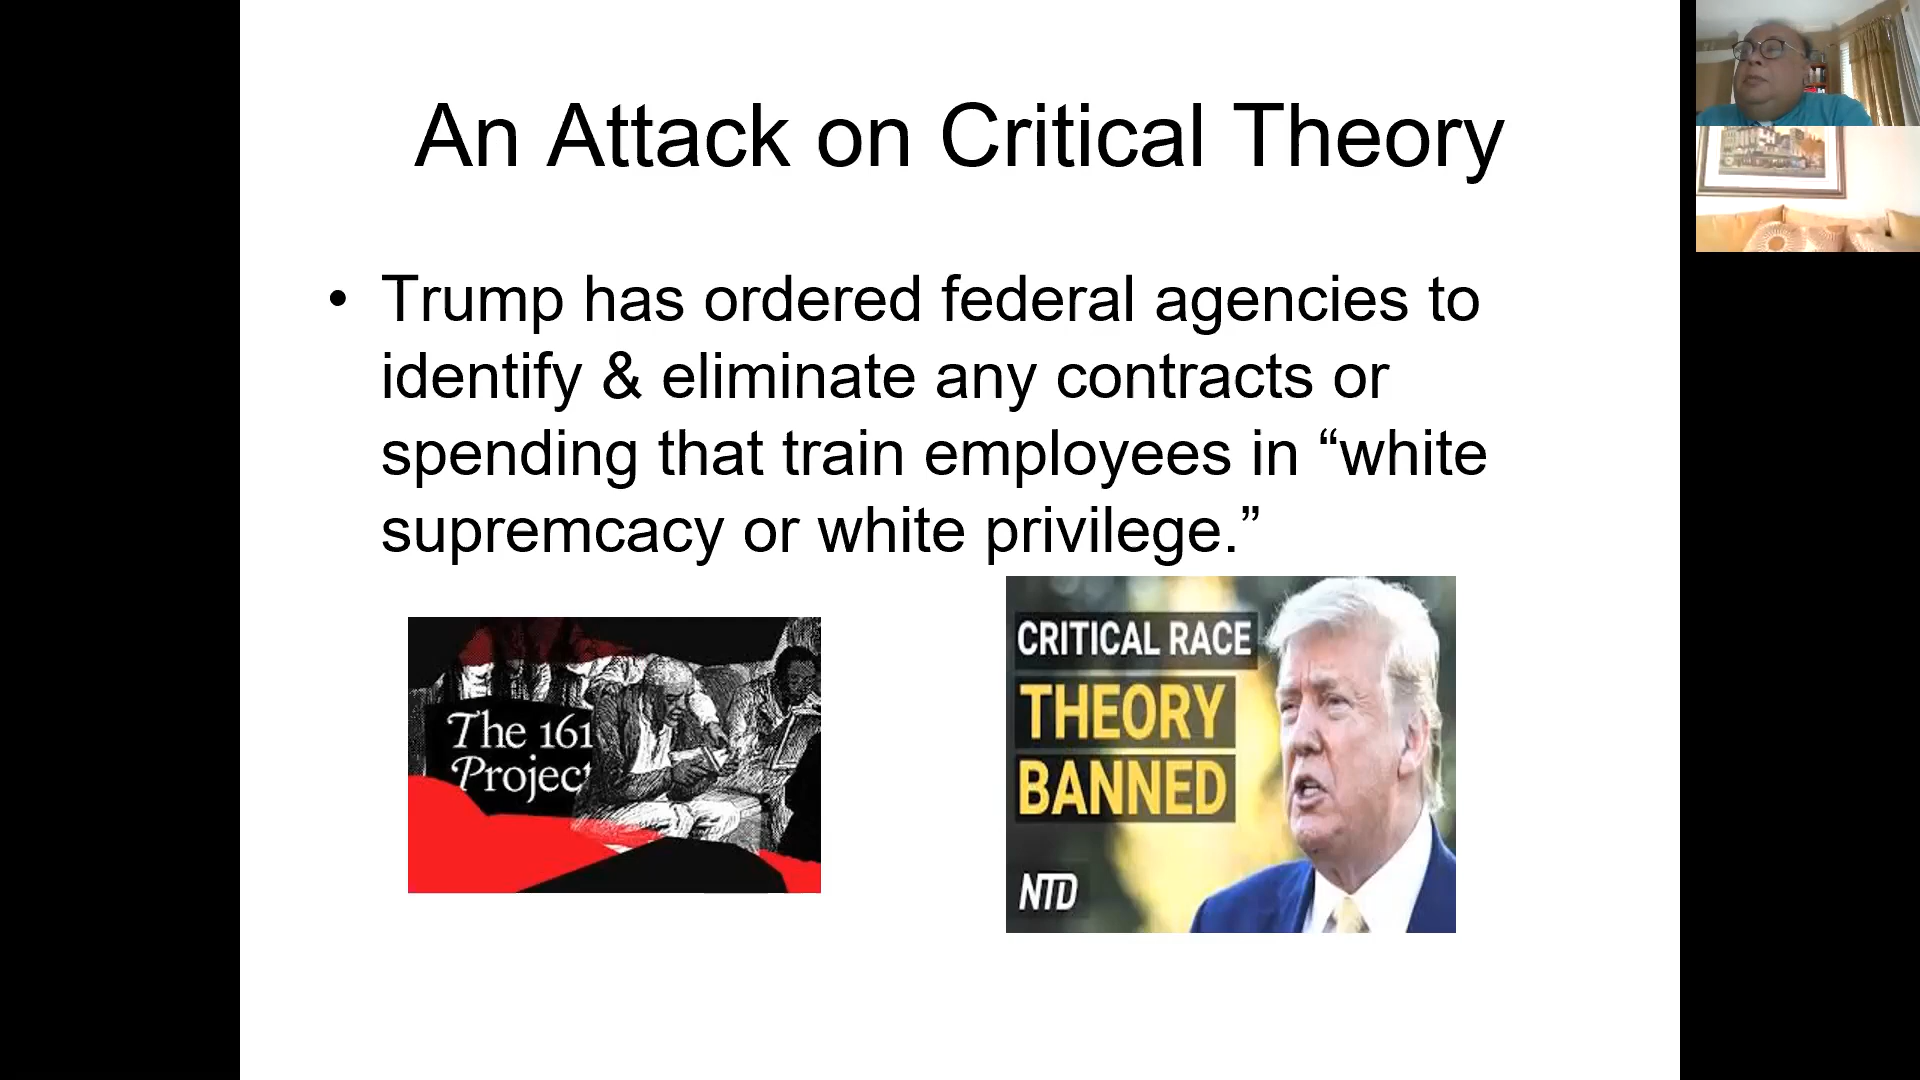 An Attack on Critical Theory
• Trump has ordered federal agencies to
identify & eliminate any contracts or
spending that train employees in “white
supremcacy or white privilege.”
The 161
Project
CRITICAL RACE
THEORY
BANNED
NTD